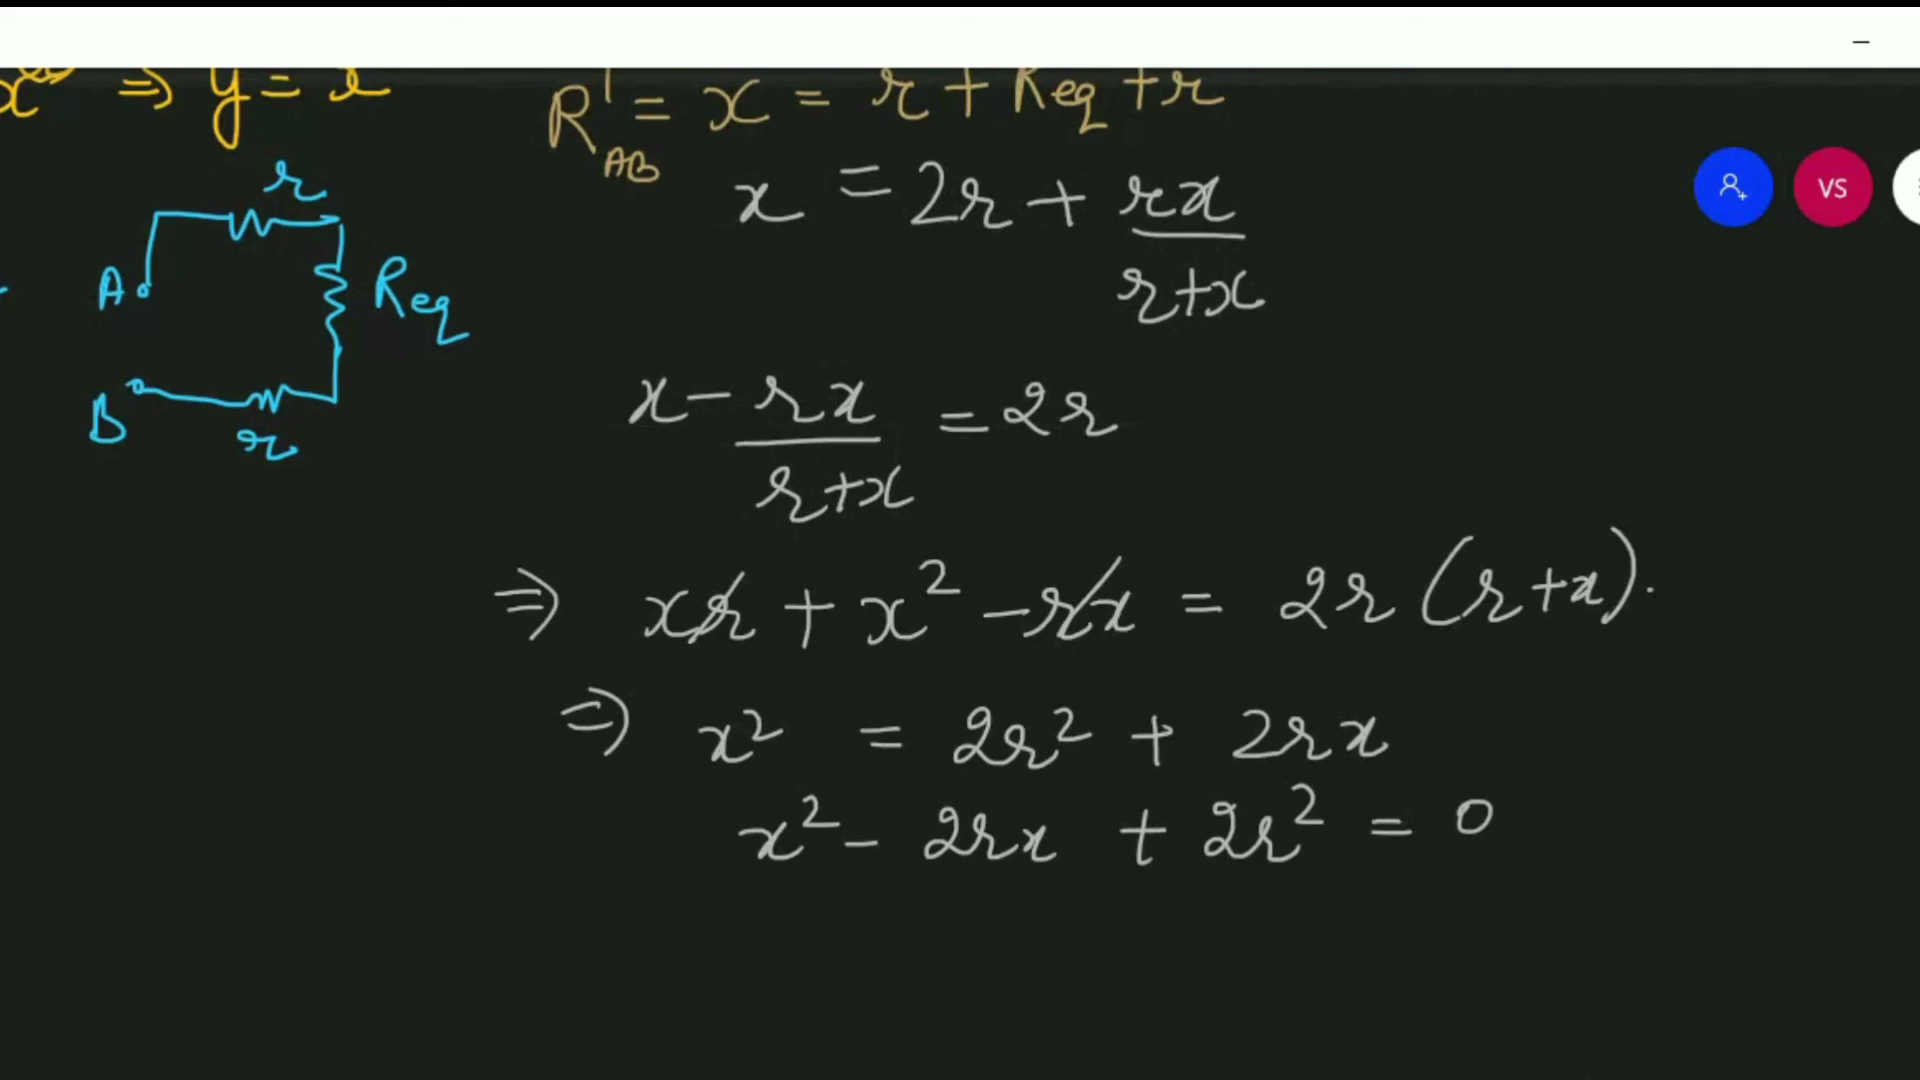 ⇒ y = x
R'AB = x = r + Req + r
x = 2r + rx/r+x
VS
r
A
Req
B
r
x - rx/r+x = 2r
⇒ xr + x² - rx = 2r (r+x).
⇒ x² = 2r² + 2rx
x² - 2rx + 2r² = 0